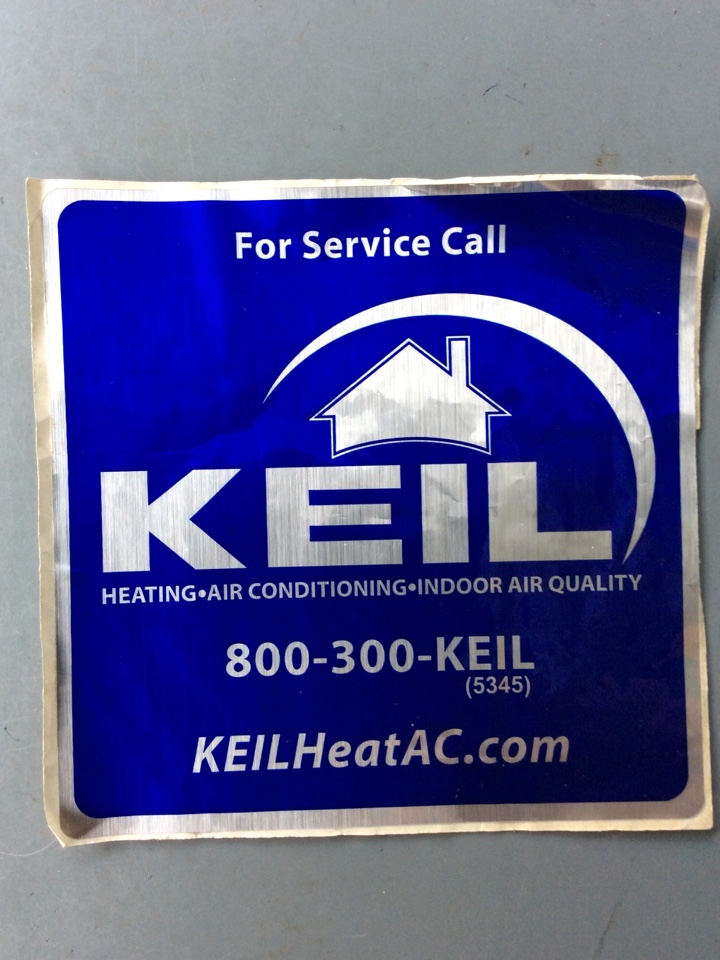 For Service Call
KEIL
HEATING•AIR CONDITIONING•INDOOR AIR QUALITY
800-300-KEIL
(5345)
KEILHeatAC.com